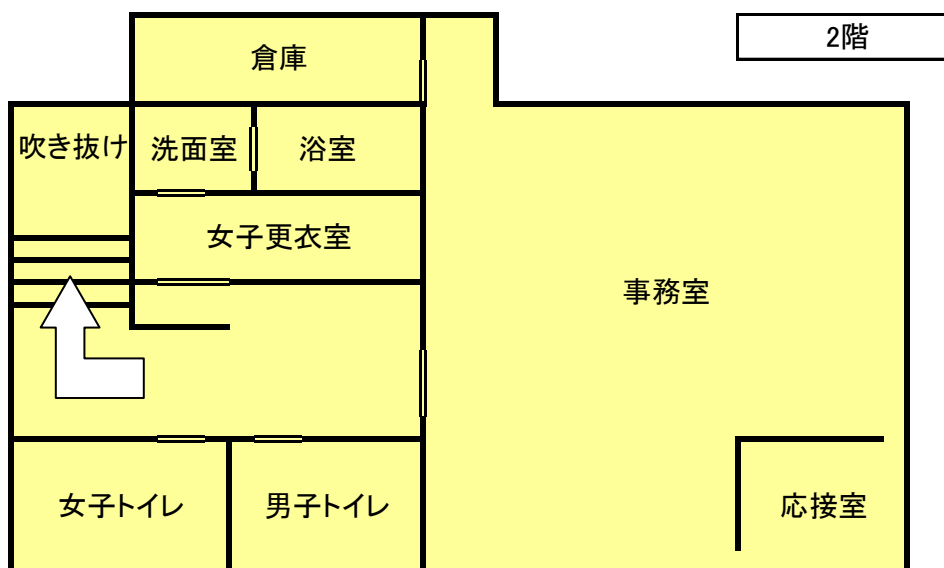 2階
倉庫
吹き抜け
洗面室
浴室
女子更衣室
事務室
女子トイレ
男子トイレ
応接室